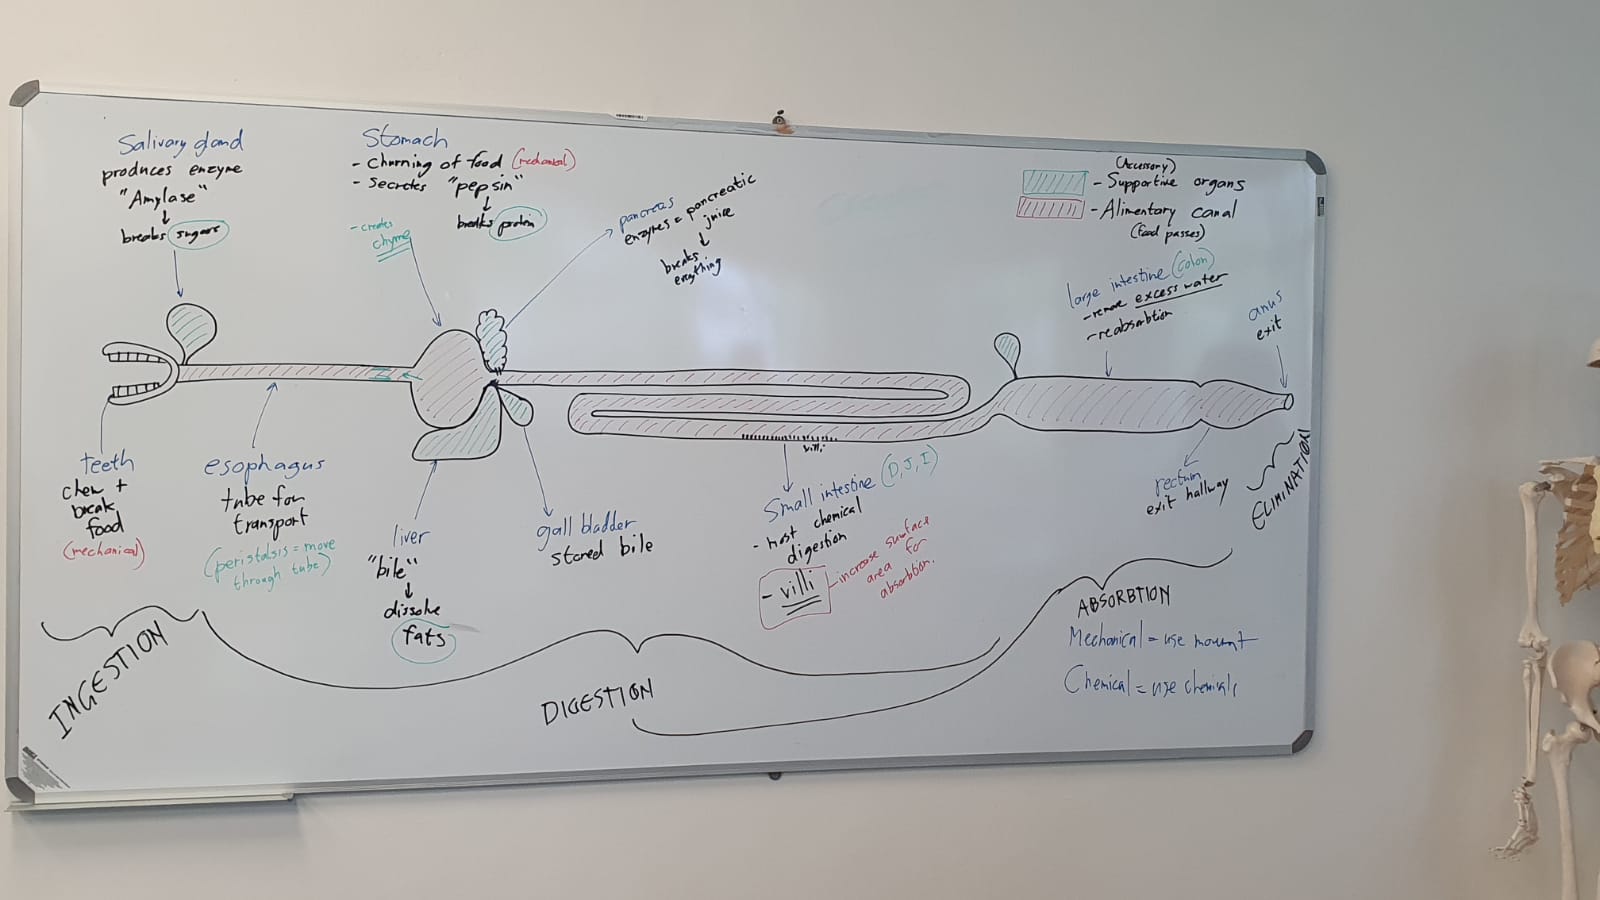 Salivary gland
produces enzyme
"Amylase"
↓
breaks sugars
Stomach
- Churning of food (mechanical)
- Secretes "pepsin"
↓
breaks protein
- creates
chyme
pancreas
enzymes = pancreatic
juice
↓
breaks
everything
(Accessory)
- Supportive organs
- Alimentary canal
(food passes)
large intestine (colon)
- remove excess water
- reabsorbtion
anus
exit
teeth
chew +
break
food
(mechanical)
esophagus
tube for
transport
(peristalsis = move
through tube)
liver
"bile"
↓
dissolve
fats
gall bladder
stored bile
villi
Small intestine (D, J, I)
- most chemical
digestion
- villi
increase surface
area for
absorbtion.
rectum
exit hallway
ELIMINATION
INGESTION
DIGESTION
ABSORBTION
Mechanical = use
Chemical = use chemicals